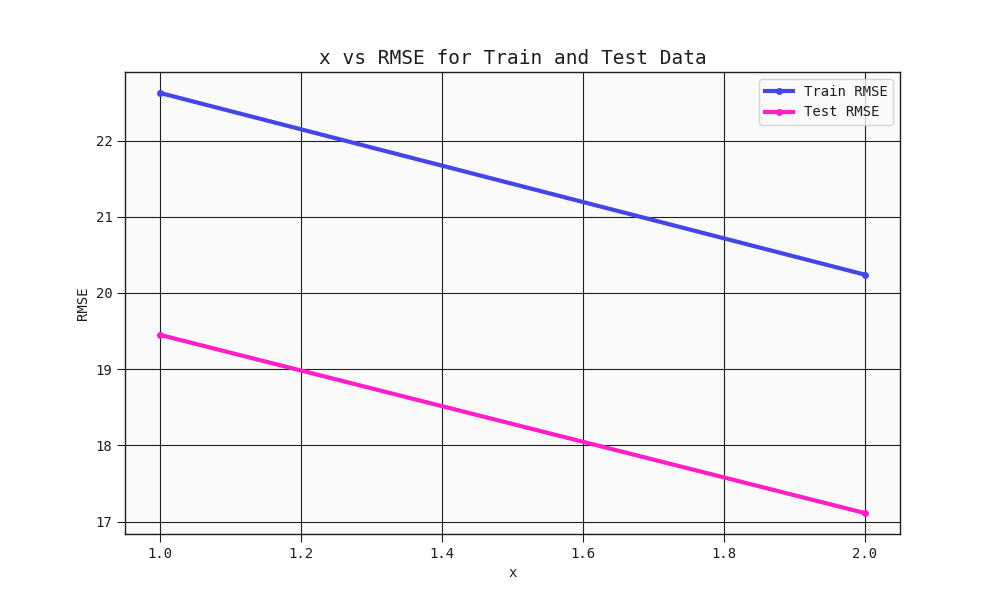 x vs RMSE for Train and Test Data
Train RMSE
Test RMSE
22
21
20
19
18
17
RMSE
1.0 1.2 1.4 1.6 1.8 2.0
x